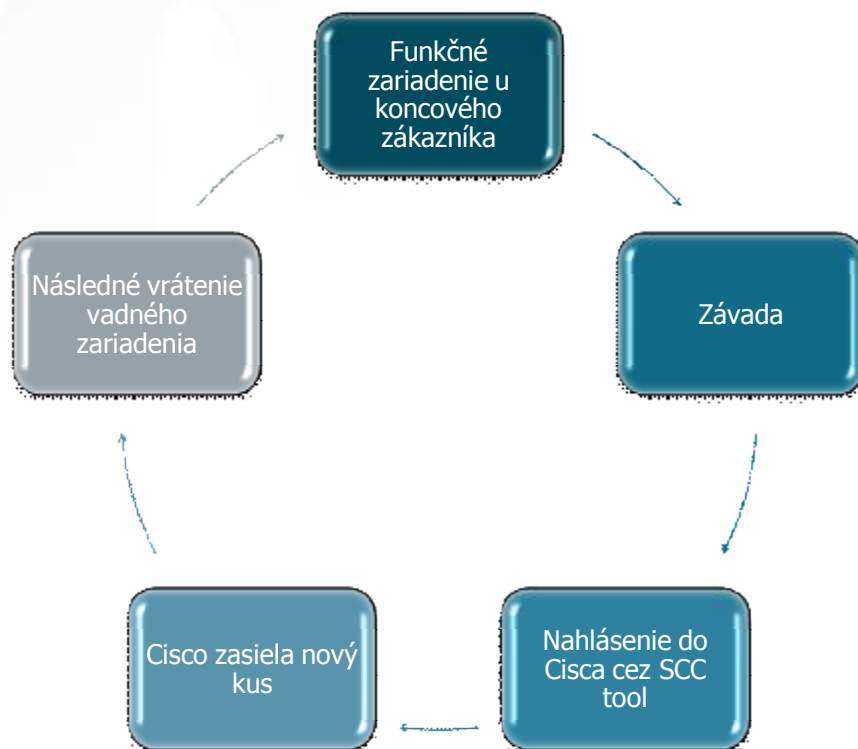 Funkčné
zariadenie u
koncového
zákazníka
Závada
Nahlásenie do
Cisca cez SCC
tool
Cisco zasiela nový
kus
Následné vrátenie
vadného
zariadenia